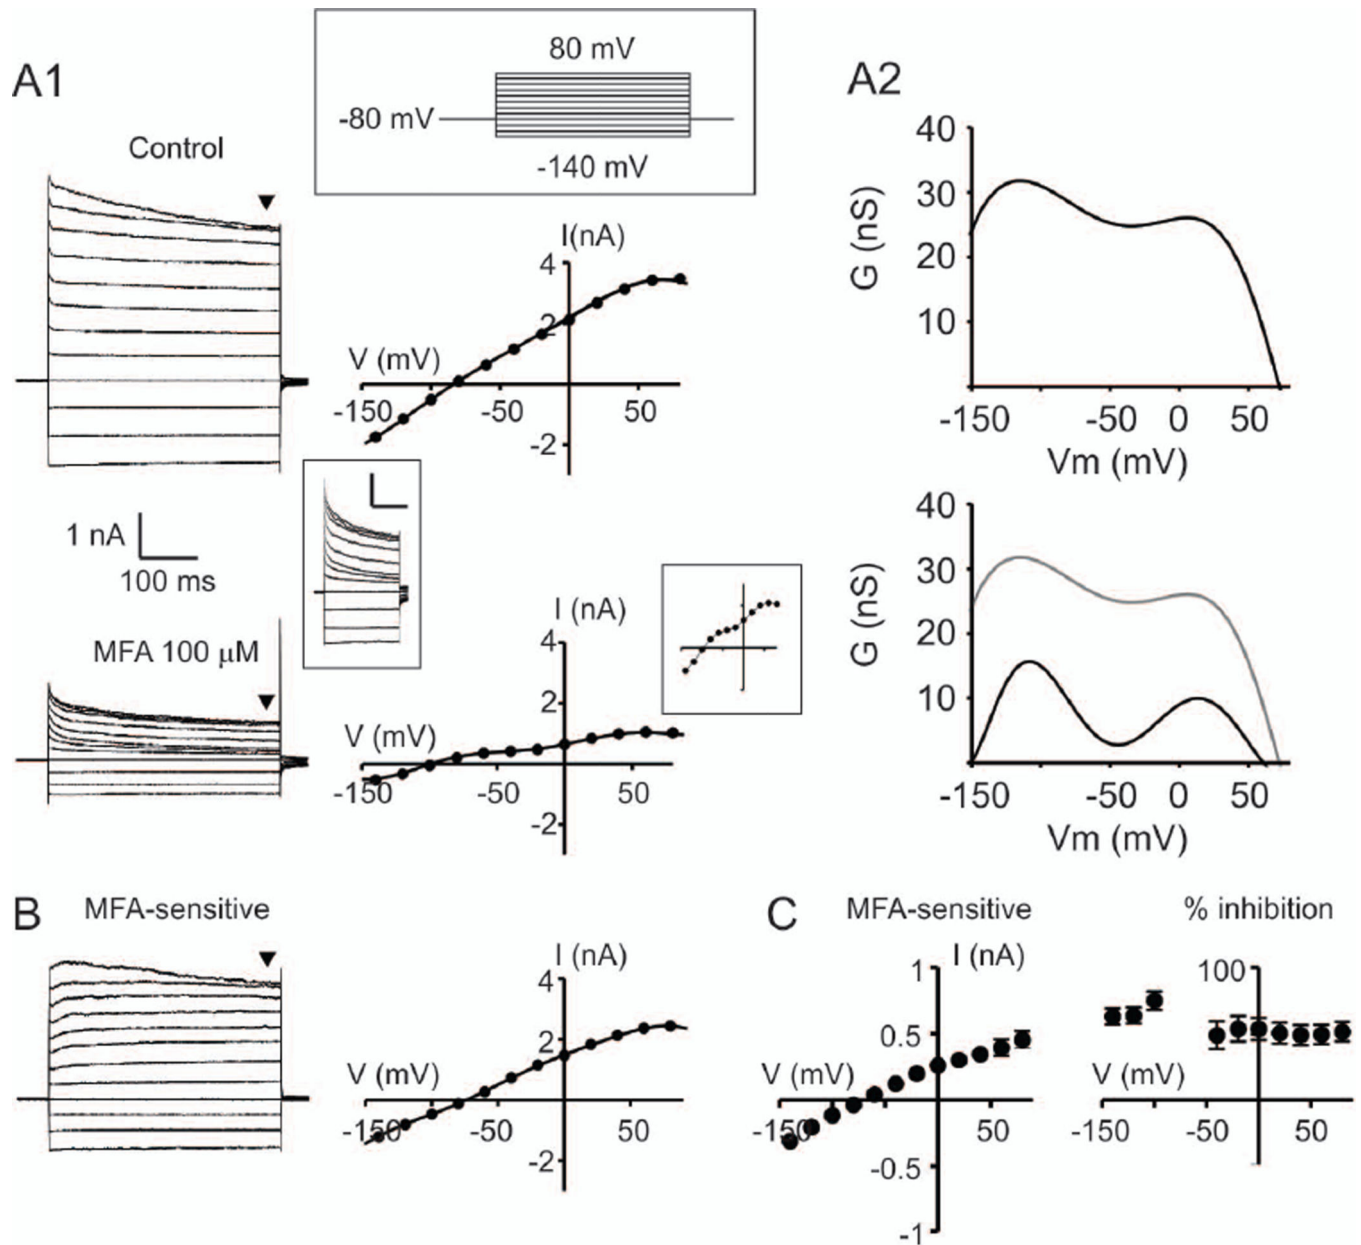 A1
80 mV
-80 mV
-140 mV
Control
I(nA)
4
2
V (mV)
-150
-50
50
-2
A2
40
30
20
10
G (nS)
-150
-50
0
50
Vm (mV)
1 nA
100 ms
MFA 100 µM
I (nA)
4
2
V (mV)
-150
-50
50
-2
40
30
20
10
G (nS)
-150
-50
0
50
Vm (mV)
B
MFA-sensitive
I (nA)
4
2
V (mV)
-150
-50
50
-2
C
MFA-sensitive
I (nA)
1
0.5
V (mV)
-150
50
-0.5
-1
% inhibition
100
V (mV)
-150
-50
50